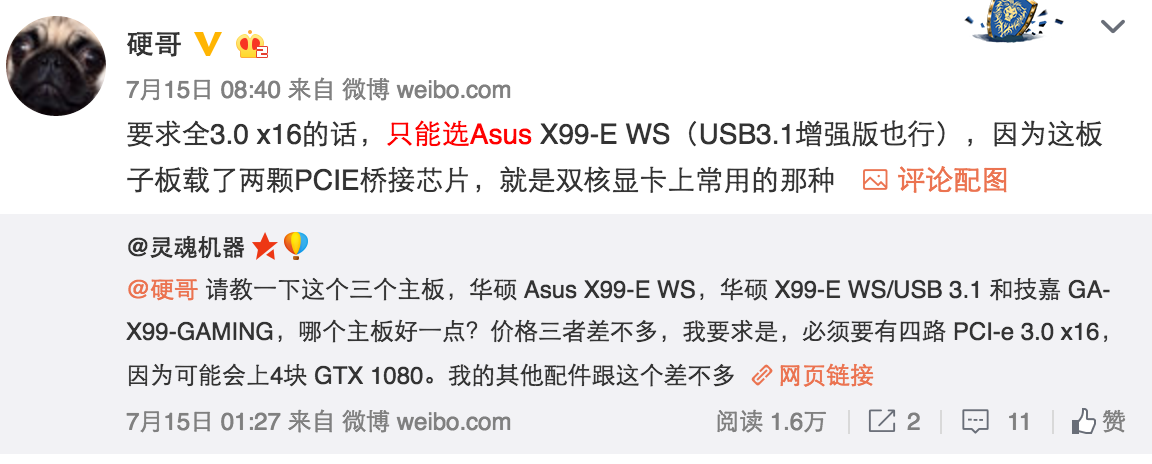 硬哥
7月15日 08:40 来自 微博 weibo.com
要求全3.0 x16的话，只能选Asus X99-E WS（USB3.1增强版也行），因为这板
子板载了两颗PCIE桥接芯片，就是双核显卡上常用的那种 评论配图
@灵魂机器
@硬哥 请教一下这个三个主板，华硕 Asus X99-E WS，华硕 X99-E WS/USB 3.1 和技嘉 GA-
X99-GAMING，哪个主板好一点？价格三者差不多，我要求是，必须要有四路 PCI-e 3.0 x16，
因为可能会上4块 GTX 1080。我的其他配件跟这个差不多 网页链接
7月15日 01:27 来自 微博 weibo.com 阅读 1.6万 2 11 赞